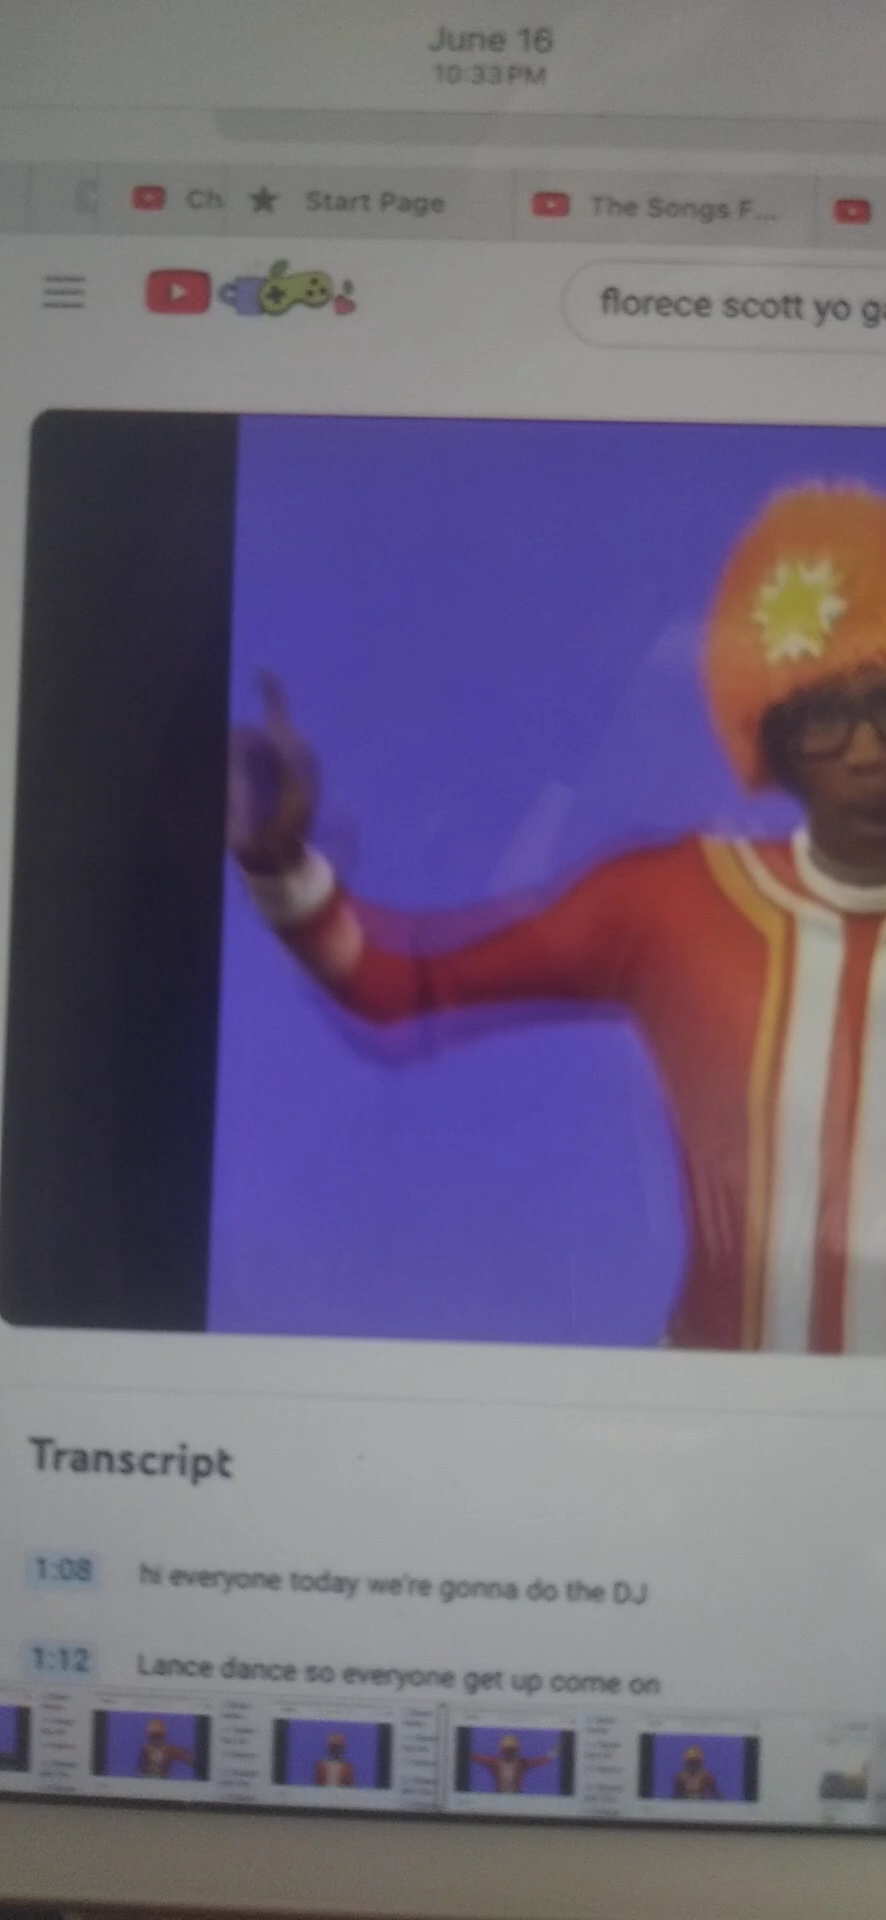 June 16
10:33 PM
Ch
Start Page
The Songs F...
florece scott yo ga
Transcript
1:08 hi everyone today we're gonna do the DJ
1:12 Lance dance so everyone get up come on